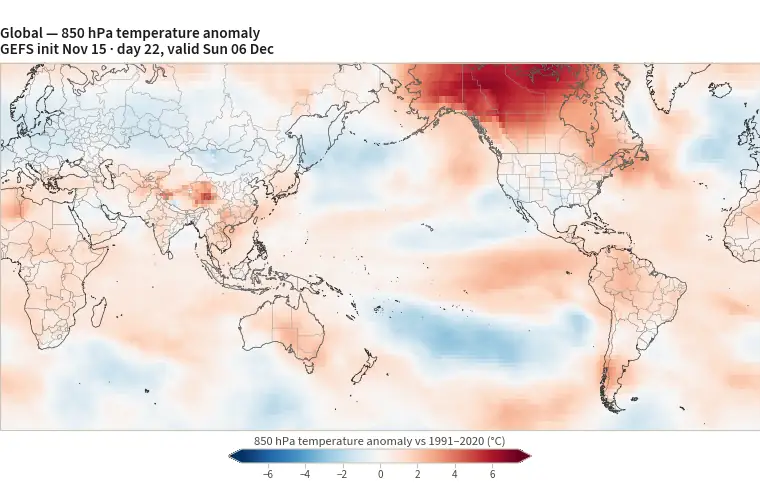 Global — 850 hPa temperature anomaly
GEFS init Nov 15 · day 22, valid Sun 06 Dec
850 hPa temperature anomaly vs 1991–2020 (°C)
−6 −4 −2 0 2 4 6